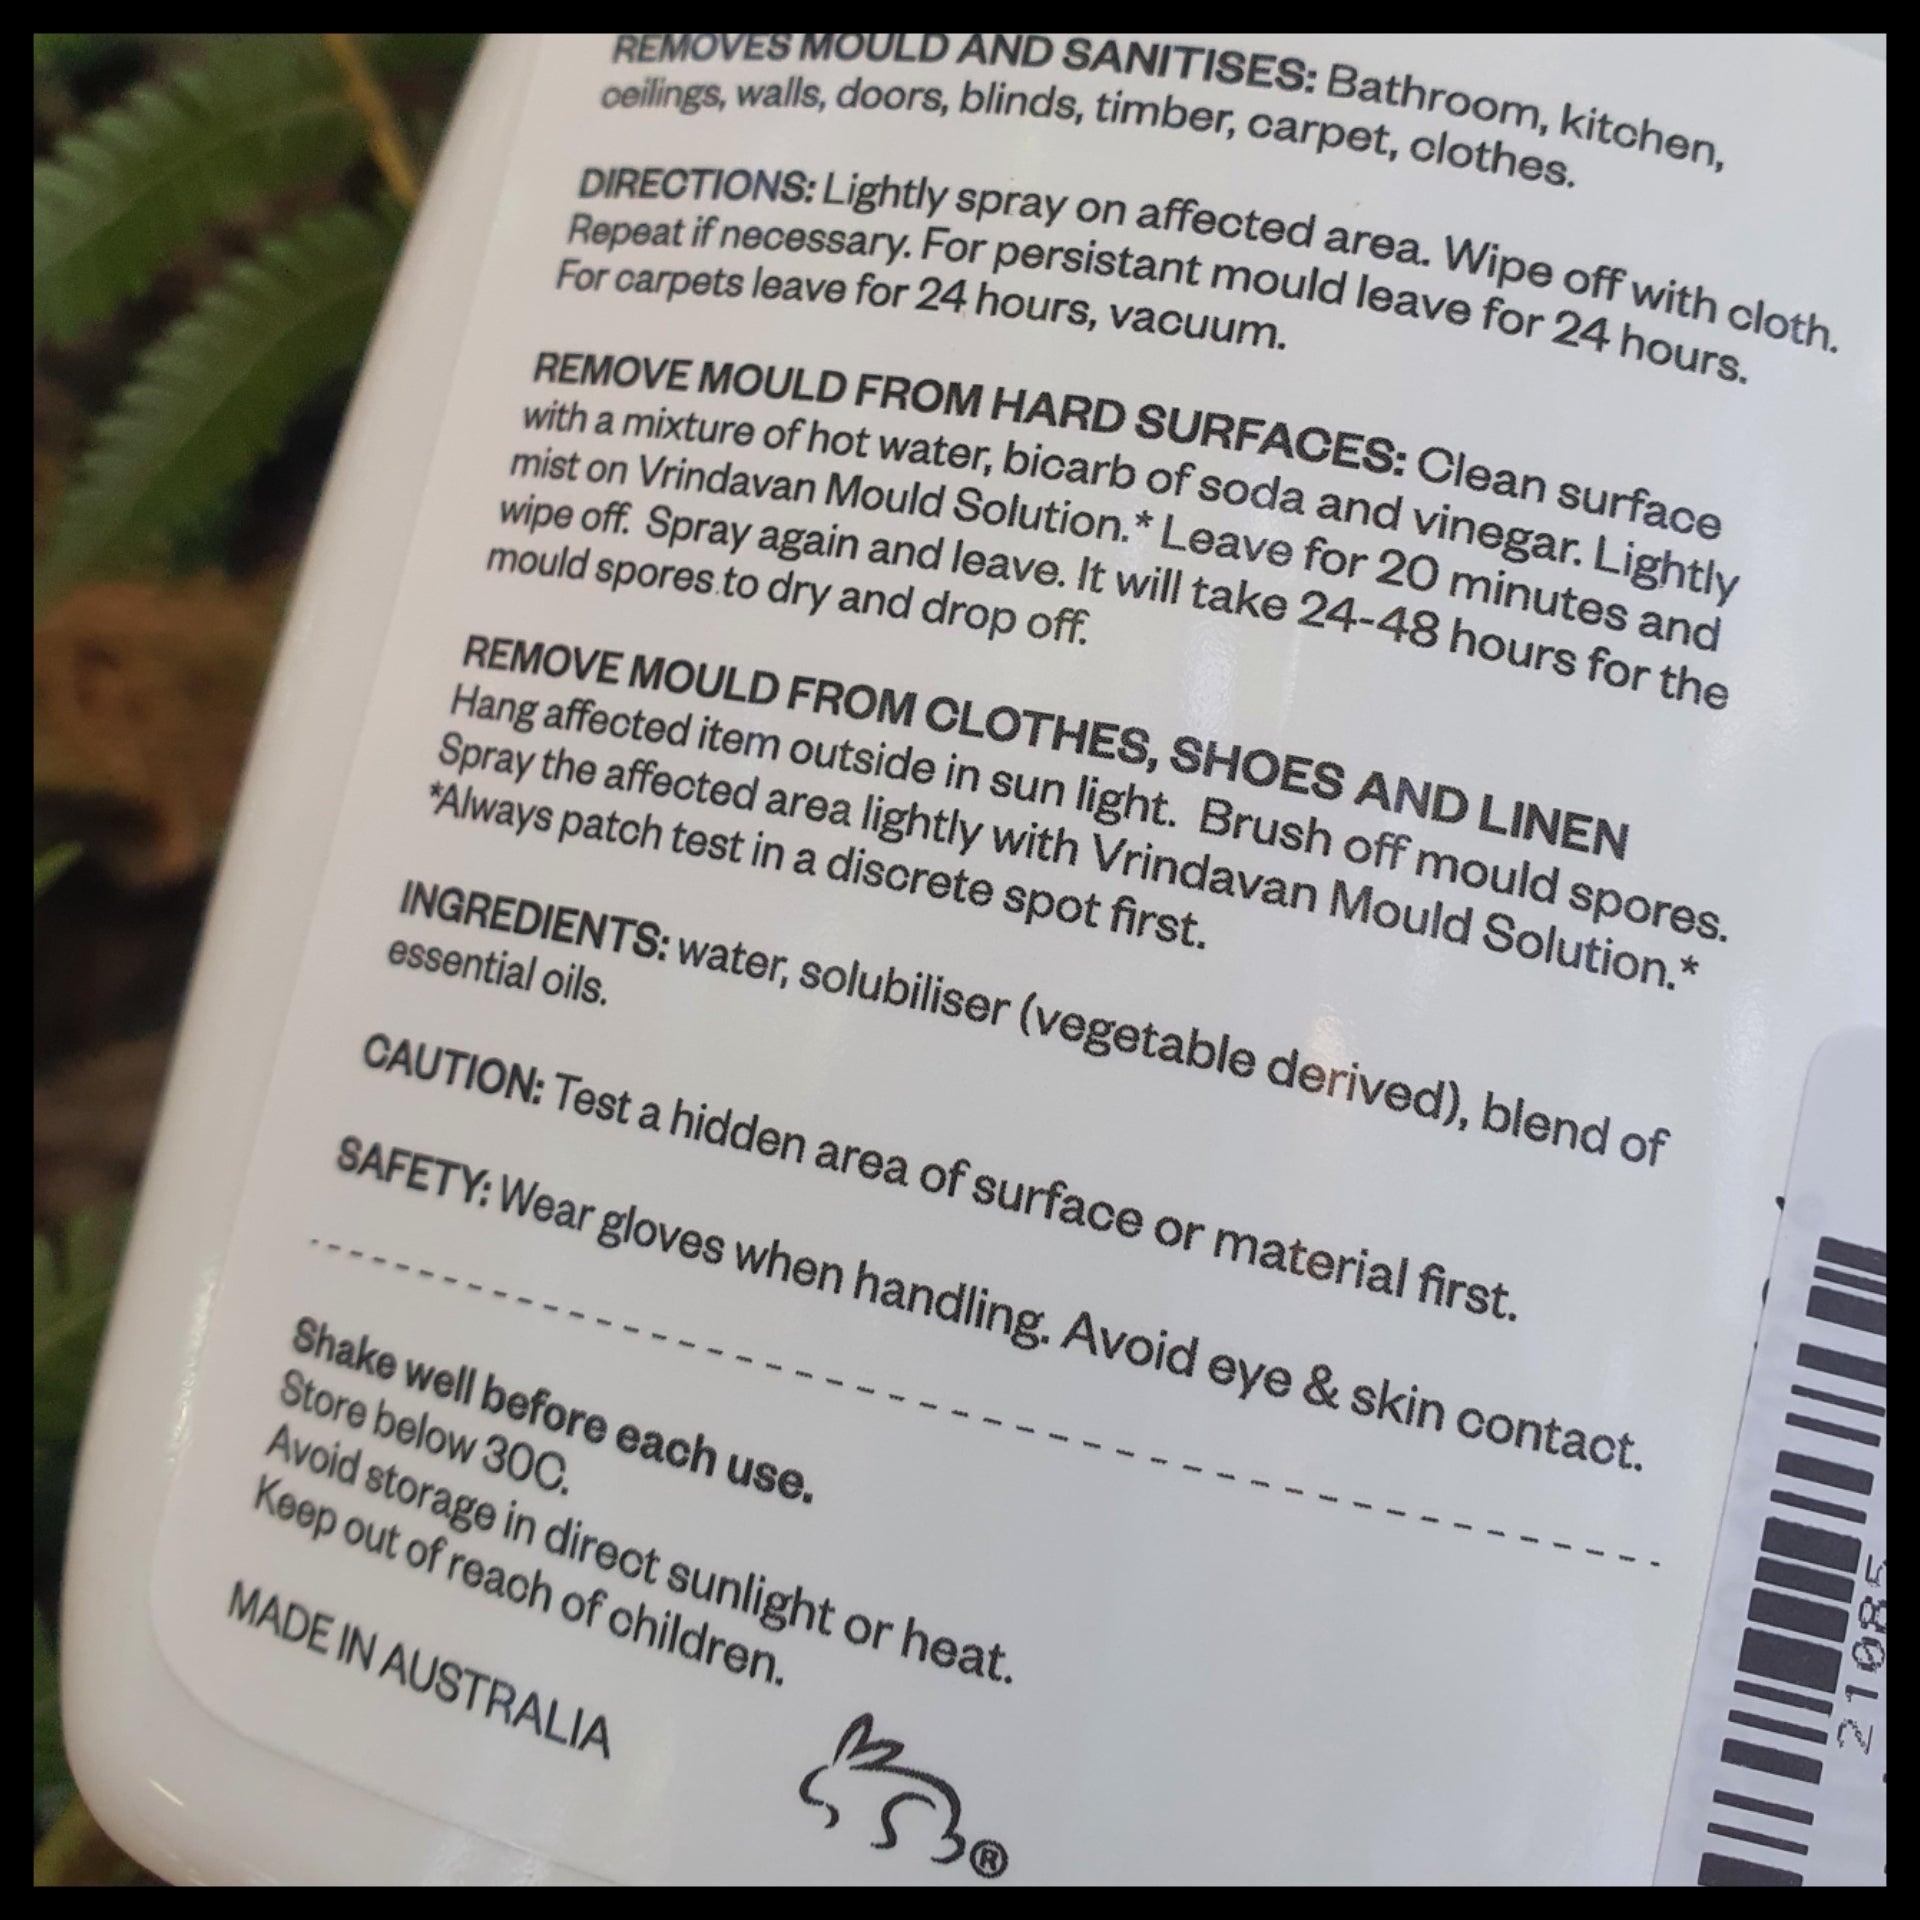 REMOVES MOULD AND SANITISES: Bathroom, kitchen,
ceilings, walls, doors, blinds, timber, carpet, clothes.
DIRECTIONS: Lightly spray on affected area. Wipe off with cloth.
Repeat if necessary. For persistant mould leave for 24 hours.
For carpets leave for 24 hours, vacuum.
REMOVE MOULD FROM HARD SURFACES: Clean surface
with a mixture of hot water, bicarb of soda and vinegar. Lightly
mist on Vrindavan Mould Solution.* Leave for 20 minutes and
wipe off. Spray again and leave. It will take 24-48 hours for the
mould spores to dry and drop off.
REMOVE MOULD FROM CLOTHES, SHOES AND LINEN
Hang affected item outside in sun light. Brush off mould spores.
Spray the affected area lightly with Vrindavan Mould Solution.*
*Always patch test in a discrete spot first.
INGREDIENTS: water, solubiliser (vegetable derived), blend of
essential oils.
CAUTION: Test a hidden area of surface or material first.
SAFETY: Wear gloves when handling. Avoid eye & skin contact.
Shake well before each use.
Store below 30C.
Avoid storage in direct sunlight or heat.
Keep out of reach of children.
MADE IN AUSTRALIA
®
21085